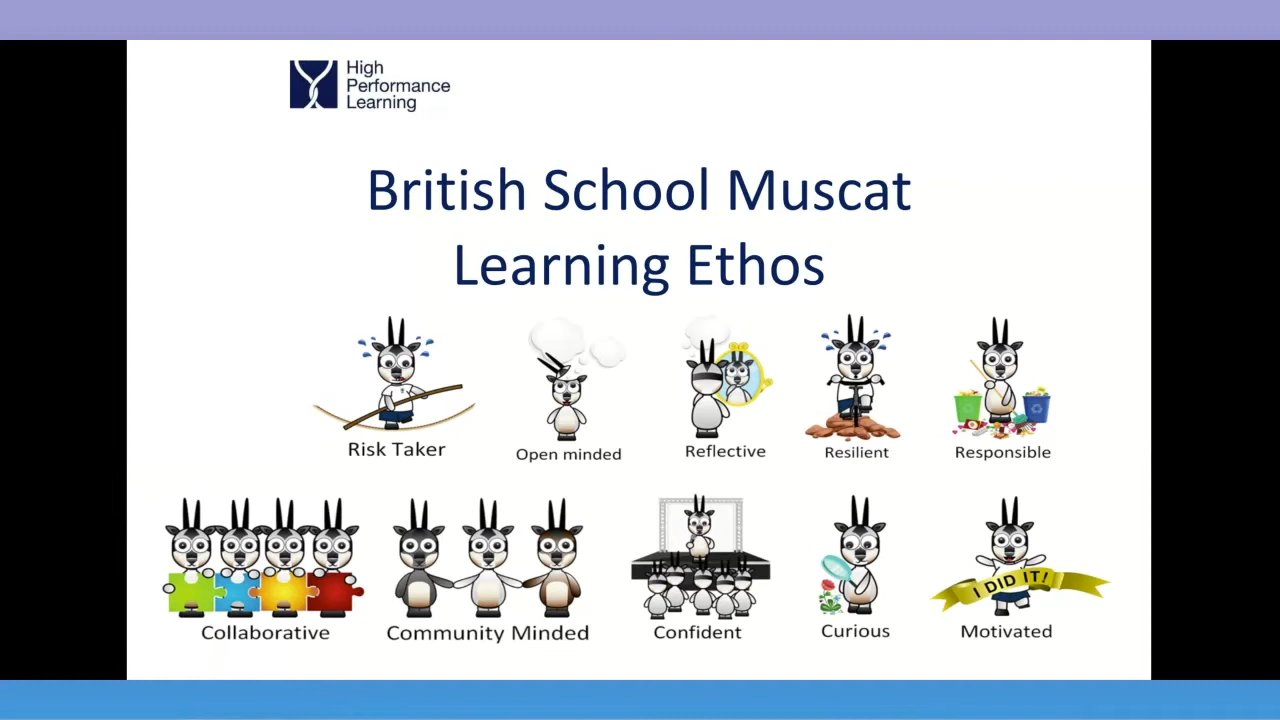 High
Performance
Learning
British School Muscat
Learning Ethos
Risk Taker
Open minded
Reflective
Resilient
Responsible
Collaborative
Community Minded
Confident
Curious
I DID IT!
Motivated